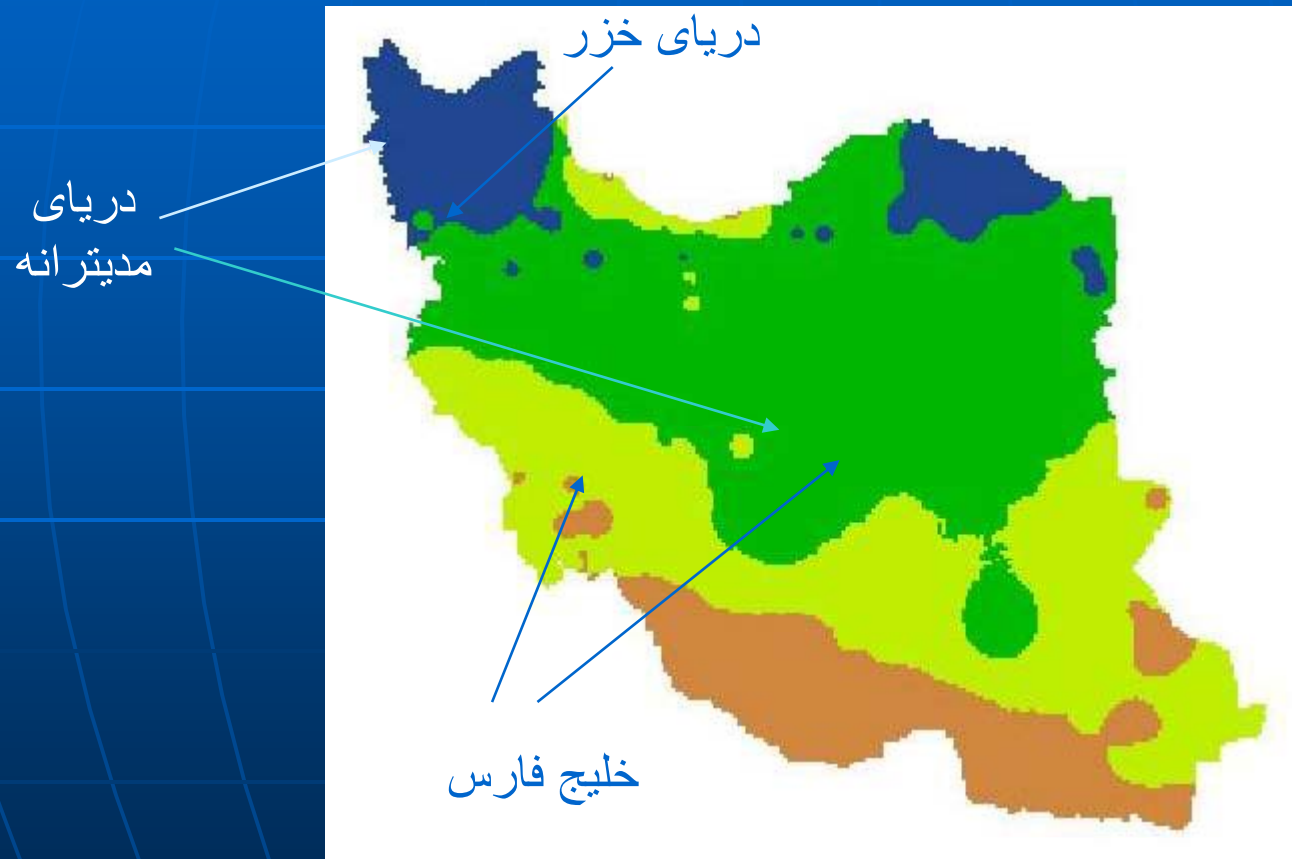 دریای خزر
دریای
مدیترانه
خلیج فارس